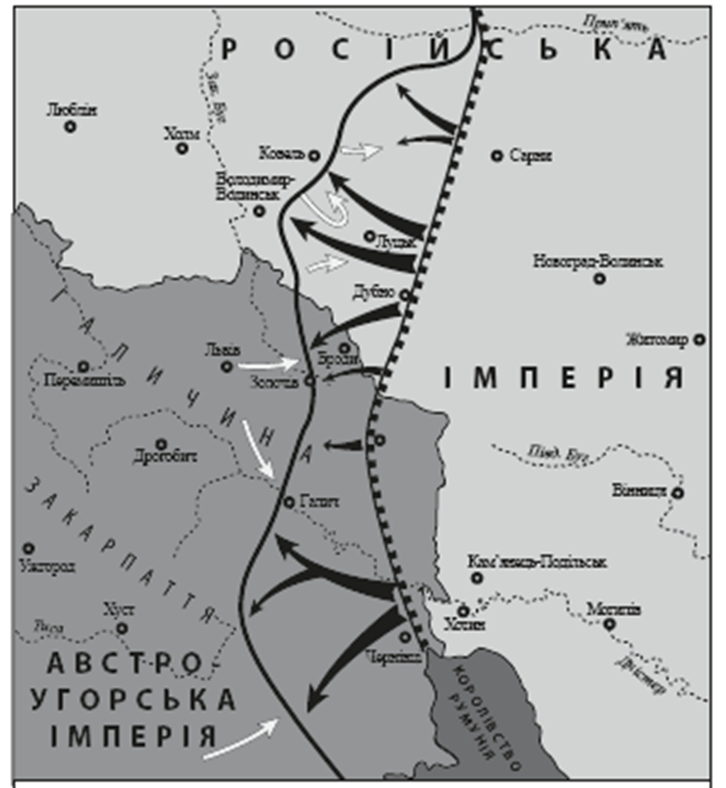 Прип'ять
РОСІЙСЬКА
Зах. Буг
Люблін
Холм
Ковель
Сарни
Володимир-
Волинськ
Луцьк
Новоград-Волинськ
Дубно
Житомир
ГАЛИЧИНА
Львів
Броди
Перемишль
Золочів
ІМПЕРІЯ
Дрогобич
Півд. Буг
Вінниця
ЗАКАРПАТТЯ
Галич
Ужгород
Кам'янець-Подільськ
Хуст
Хотин
Могилів
Тиса
Чернівці
Дністер
АВСТРО-
УГОРСЬКА
ІМПЕРІЯ
КОРОЛІВСТВО
РУМУНІЯ